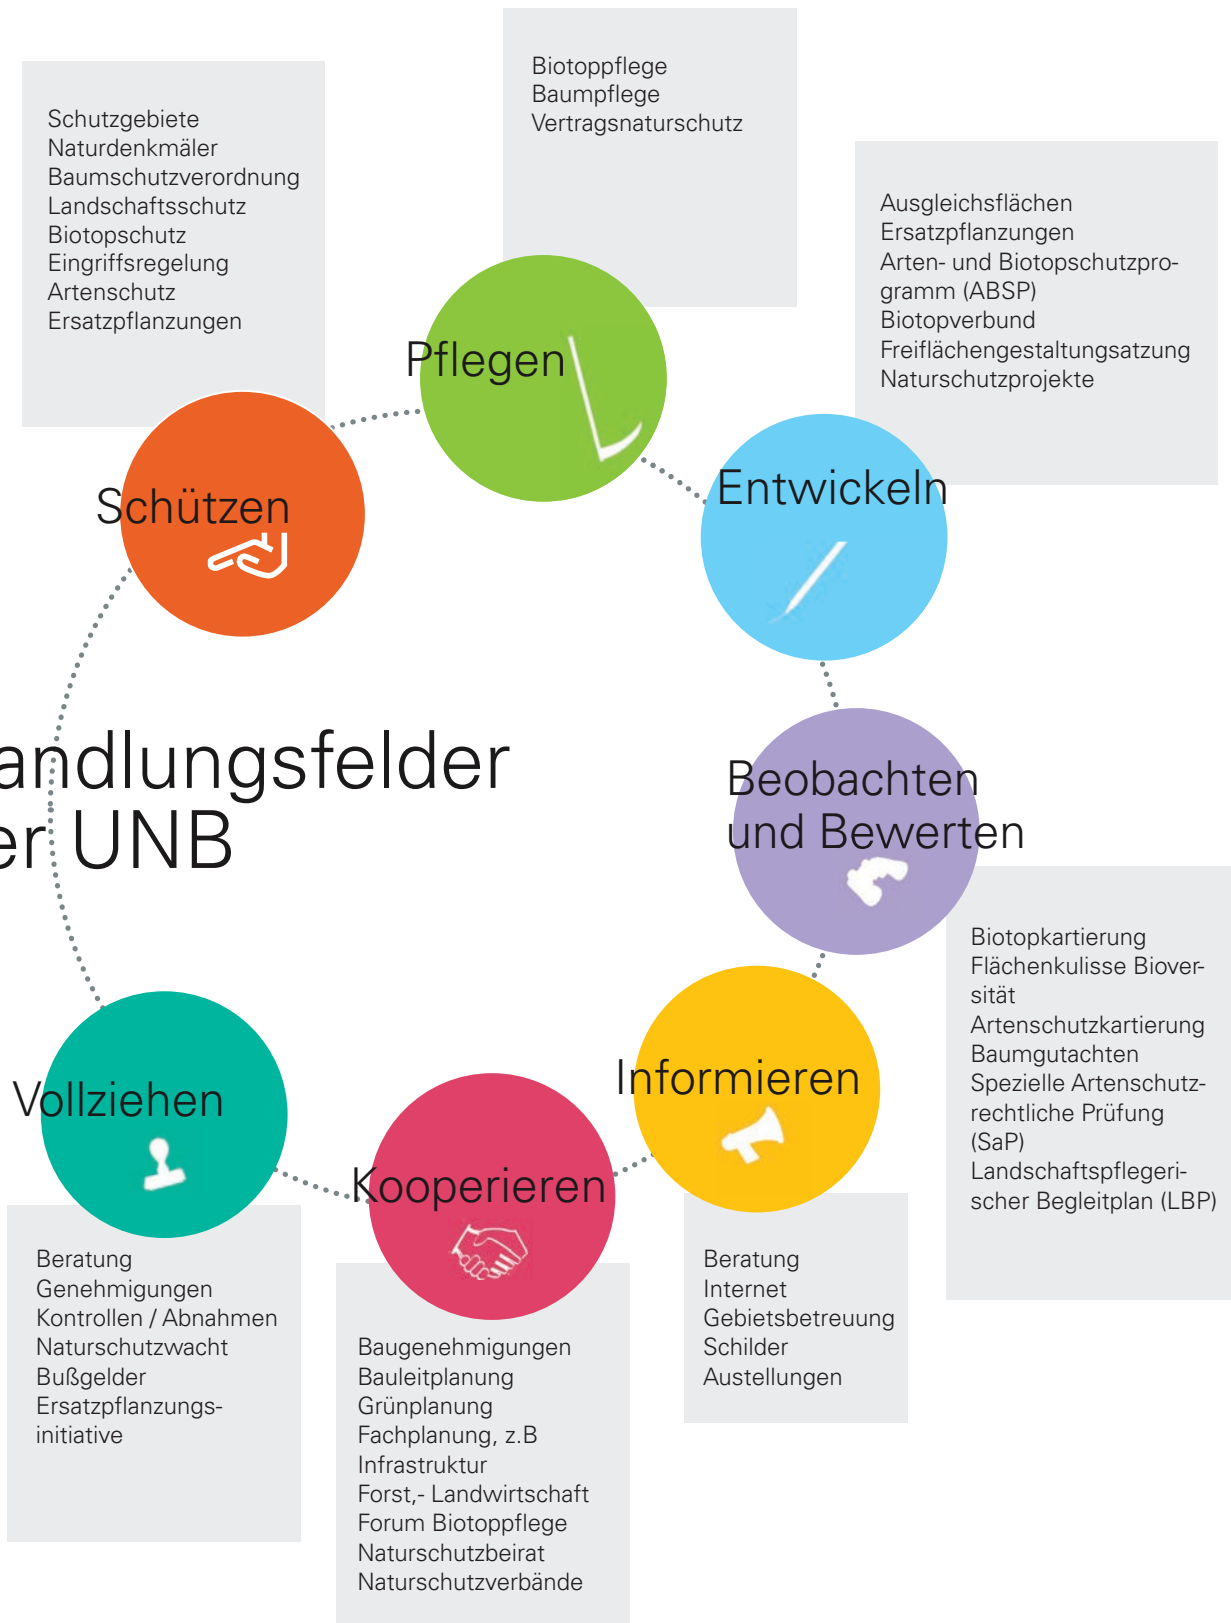 Biotoppflege
Baumpflege
Vertragsnaturschutz
Schutzgebiete
Naturdenkmäler
Baumschutzverordnung
Landschaftsschutz
Biotopschutz
Eingriffsregelung
Artenschutz
Ersatzpflanzungen
Ausgleichsflächen
Ersatzpflanzungen
Arten- und Biotopschutzpro-
gramm (ABSP)
Biotopverbund
Freiflächengestaltungsatzung
Naturschutzprojekte
Pflegen
Entwickeln
Schützen
andlungsfelder
er UNB
Beobachten
und Bewerten
Biotopkartierung
Flächenkulisse Biover-
sität
Artenschutzkartierung
Baumgutachten
Spezielle Artenschutz-
rechtliche Prüfung
(SaP)
Landschaftspflegeri-
scher Begleitplan (LBP)
Informieren
Vollziehen
Kooperieren
Beratung
Genehmigungen
Kontrollen / Abnahmen
Naturschutzwacht
Bußgelder
Ersatzpflanzungs-
initiative
Baugenehmigungen
Bauleitplanung
Grünplanung
Fachplanung, z.B
Infrastruktur
Forst,- Landwirtschaft
Forum Biotoppflege
Naturschutzbeirat
Naturschutzverbände
Beratung
Internet
Gebietsbetreuung
Schilder
Austellungen